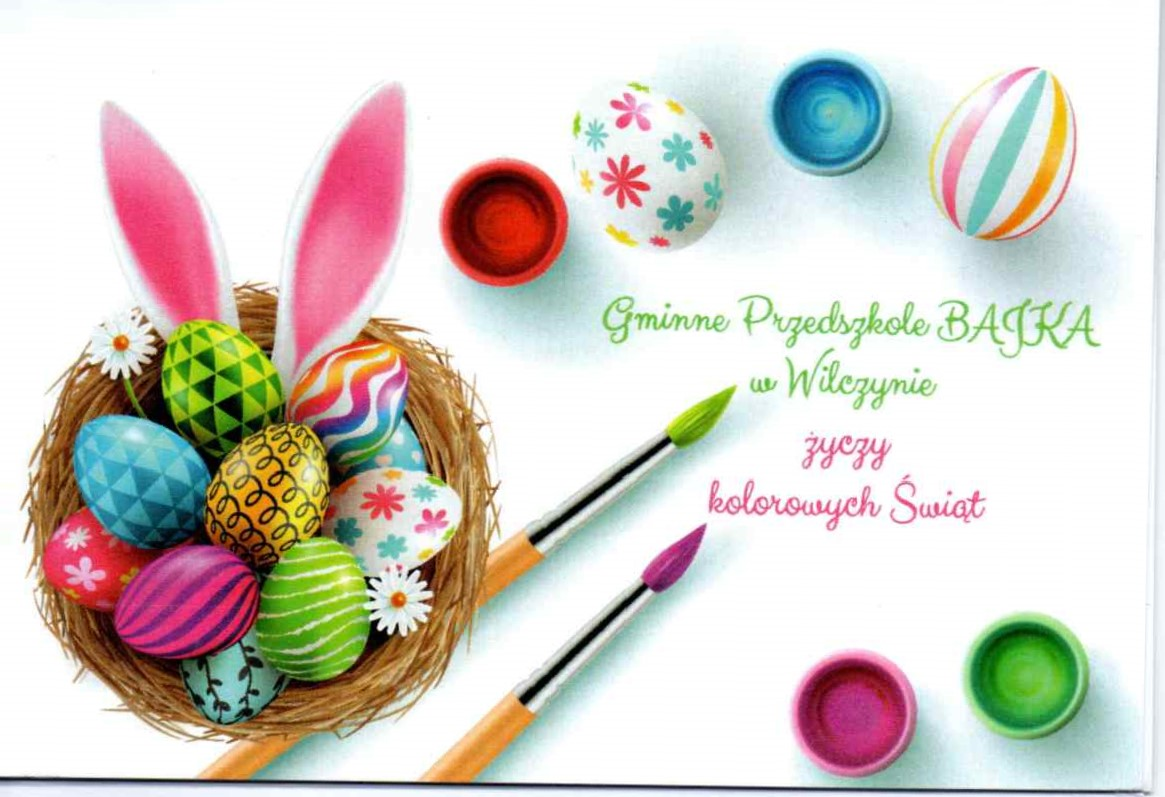 Gminne Przedszkole BAJKA
w Wilczynie
życzy
kolorowych Świąt